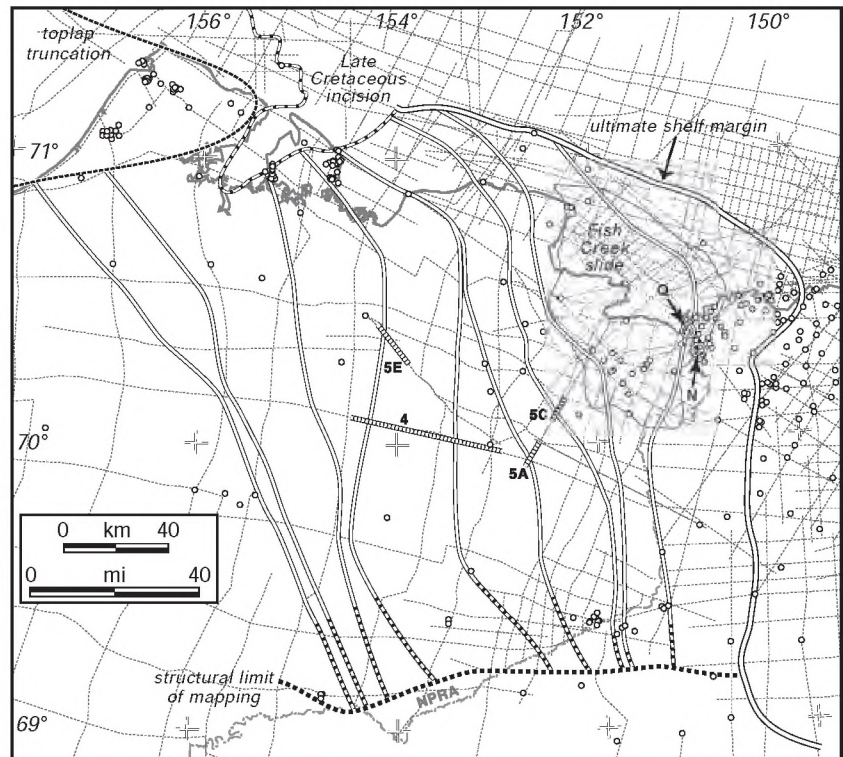 156°
154°
152°
150°
toplap
truncation
Late
Cretaceous
incision
71°
ultimate shelf margin
Fish
Creek
slide
O
5E
N
4
5C
70°
5A
0 km 40
0 mi 40
structural limit
of mapping
NPRA
69°